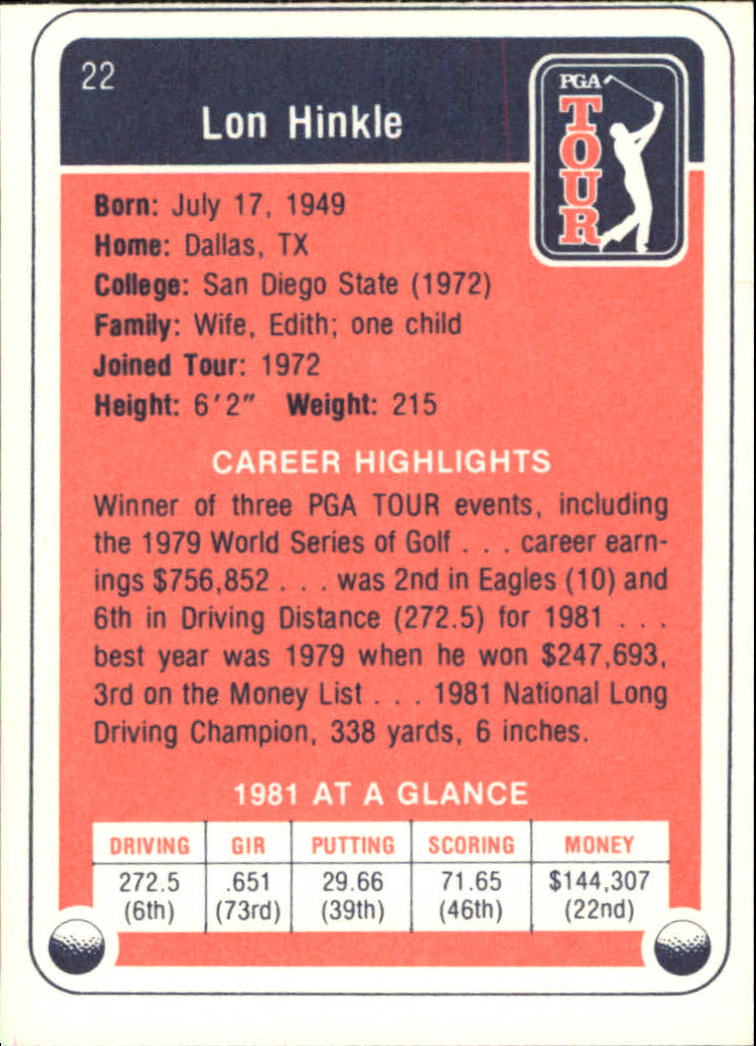 22
Lon Hinkle
PGA
TOUR
Born: July 17, 1949
Home: Dallas, TX
College: San Diego State (1972)
Family: Wife, Edith; one child
Joined Tour: 1972
Height: 6'2" Weight: 215
CAREER HIGHLIGHTS
Winner of three PGA TOUR events, including
the 1979 World Series of Golf . . . career earn-
ings $756,852 . . . was 2nd in Eagles (10) and
6th in Driving Distance (272.5) for 1981 . . .
best year was 1979 when he won $247,693,
3rd on the Money List . . . 1981 National Long
Driving Champion, 338 yards, 6 inches.
1981 AT A GLANCE
DRIVING GIR PUTTING SCORING MONEY
272.5 .651 29.66 71.65 $144,307
(6th) (73rd) (39th) (46th) (22nd)